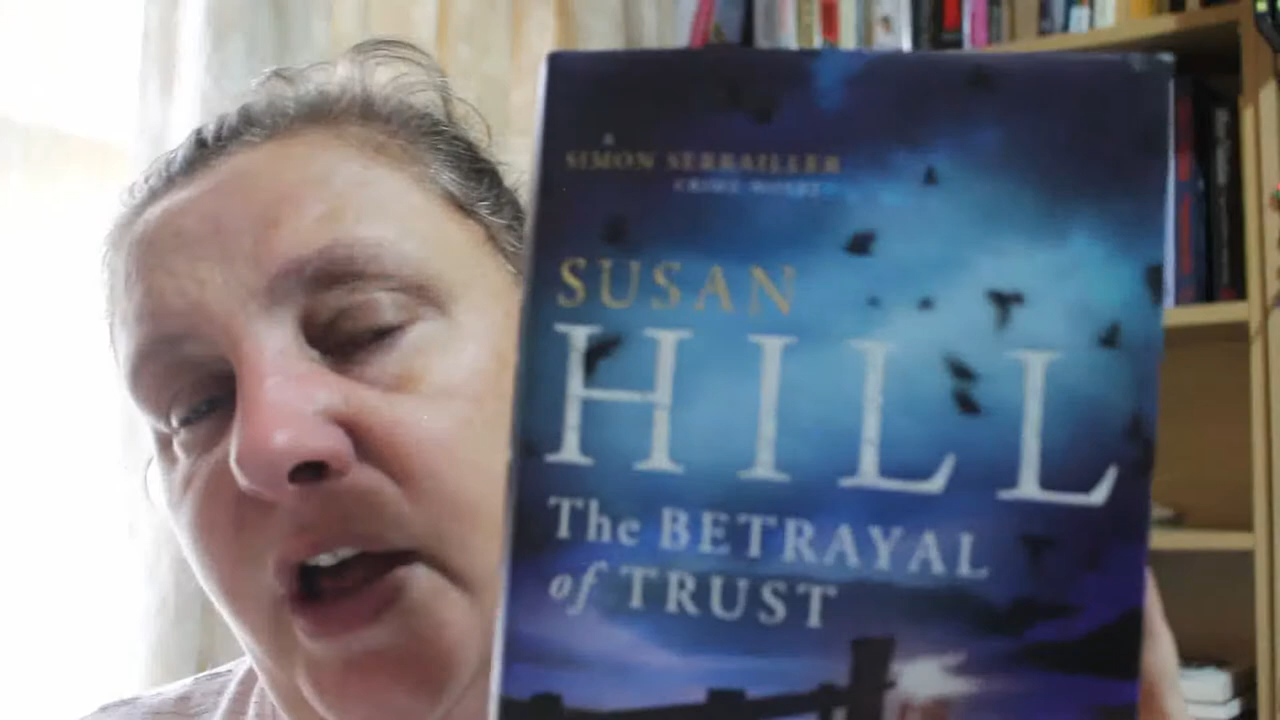 A
SIMON SERRAILLER
CRIME NOVEL
SUSAN
HILL
The BETRAYAL
of TRUST